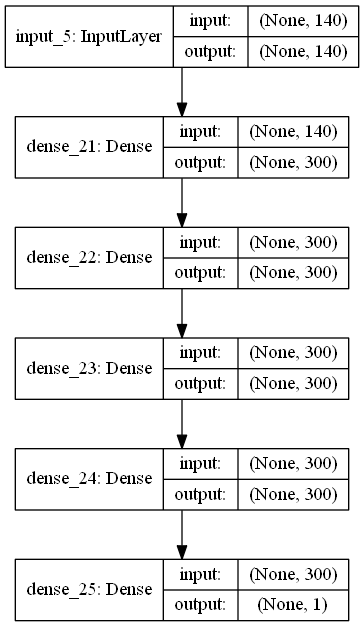 input_5: InputLayer input: (None, 140)
output: (None, 140)
dense_21: Dense input: (None, 140)
output: (None, 300)
dense_22: Dense input: (None, 300)
output: (None, 300)
dense_23: Dense input: (None, 300)
output: (None, 300)
dense_24: Dense input: (None, 300)
output: (None, 300)
dense_25: Dense input: (None, 300)
output: (None, 1)